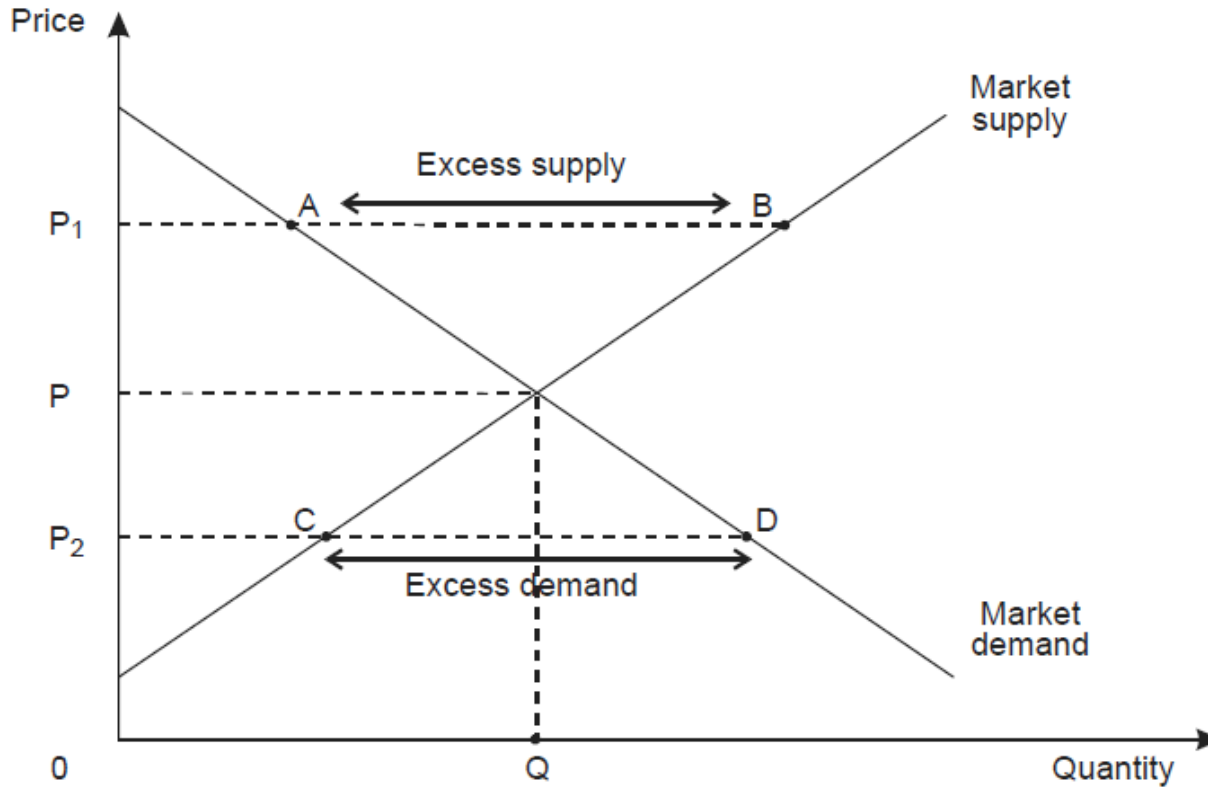 Price
Market
supply
Excess supply
A
B
P₁
P
C
D
P₂
Excess demand
Market
demand
0
Q
Quantity